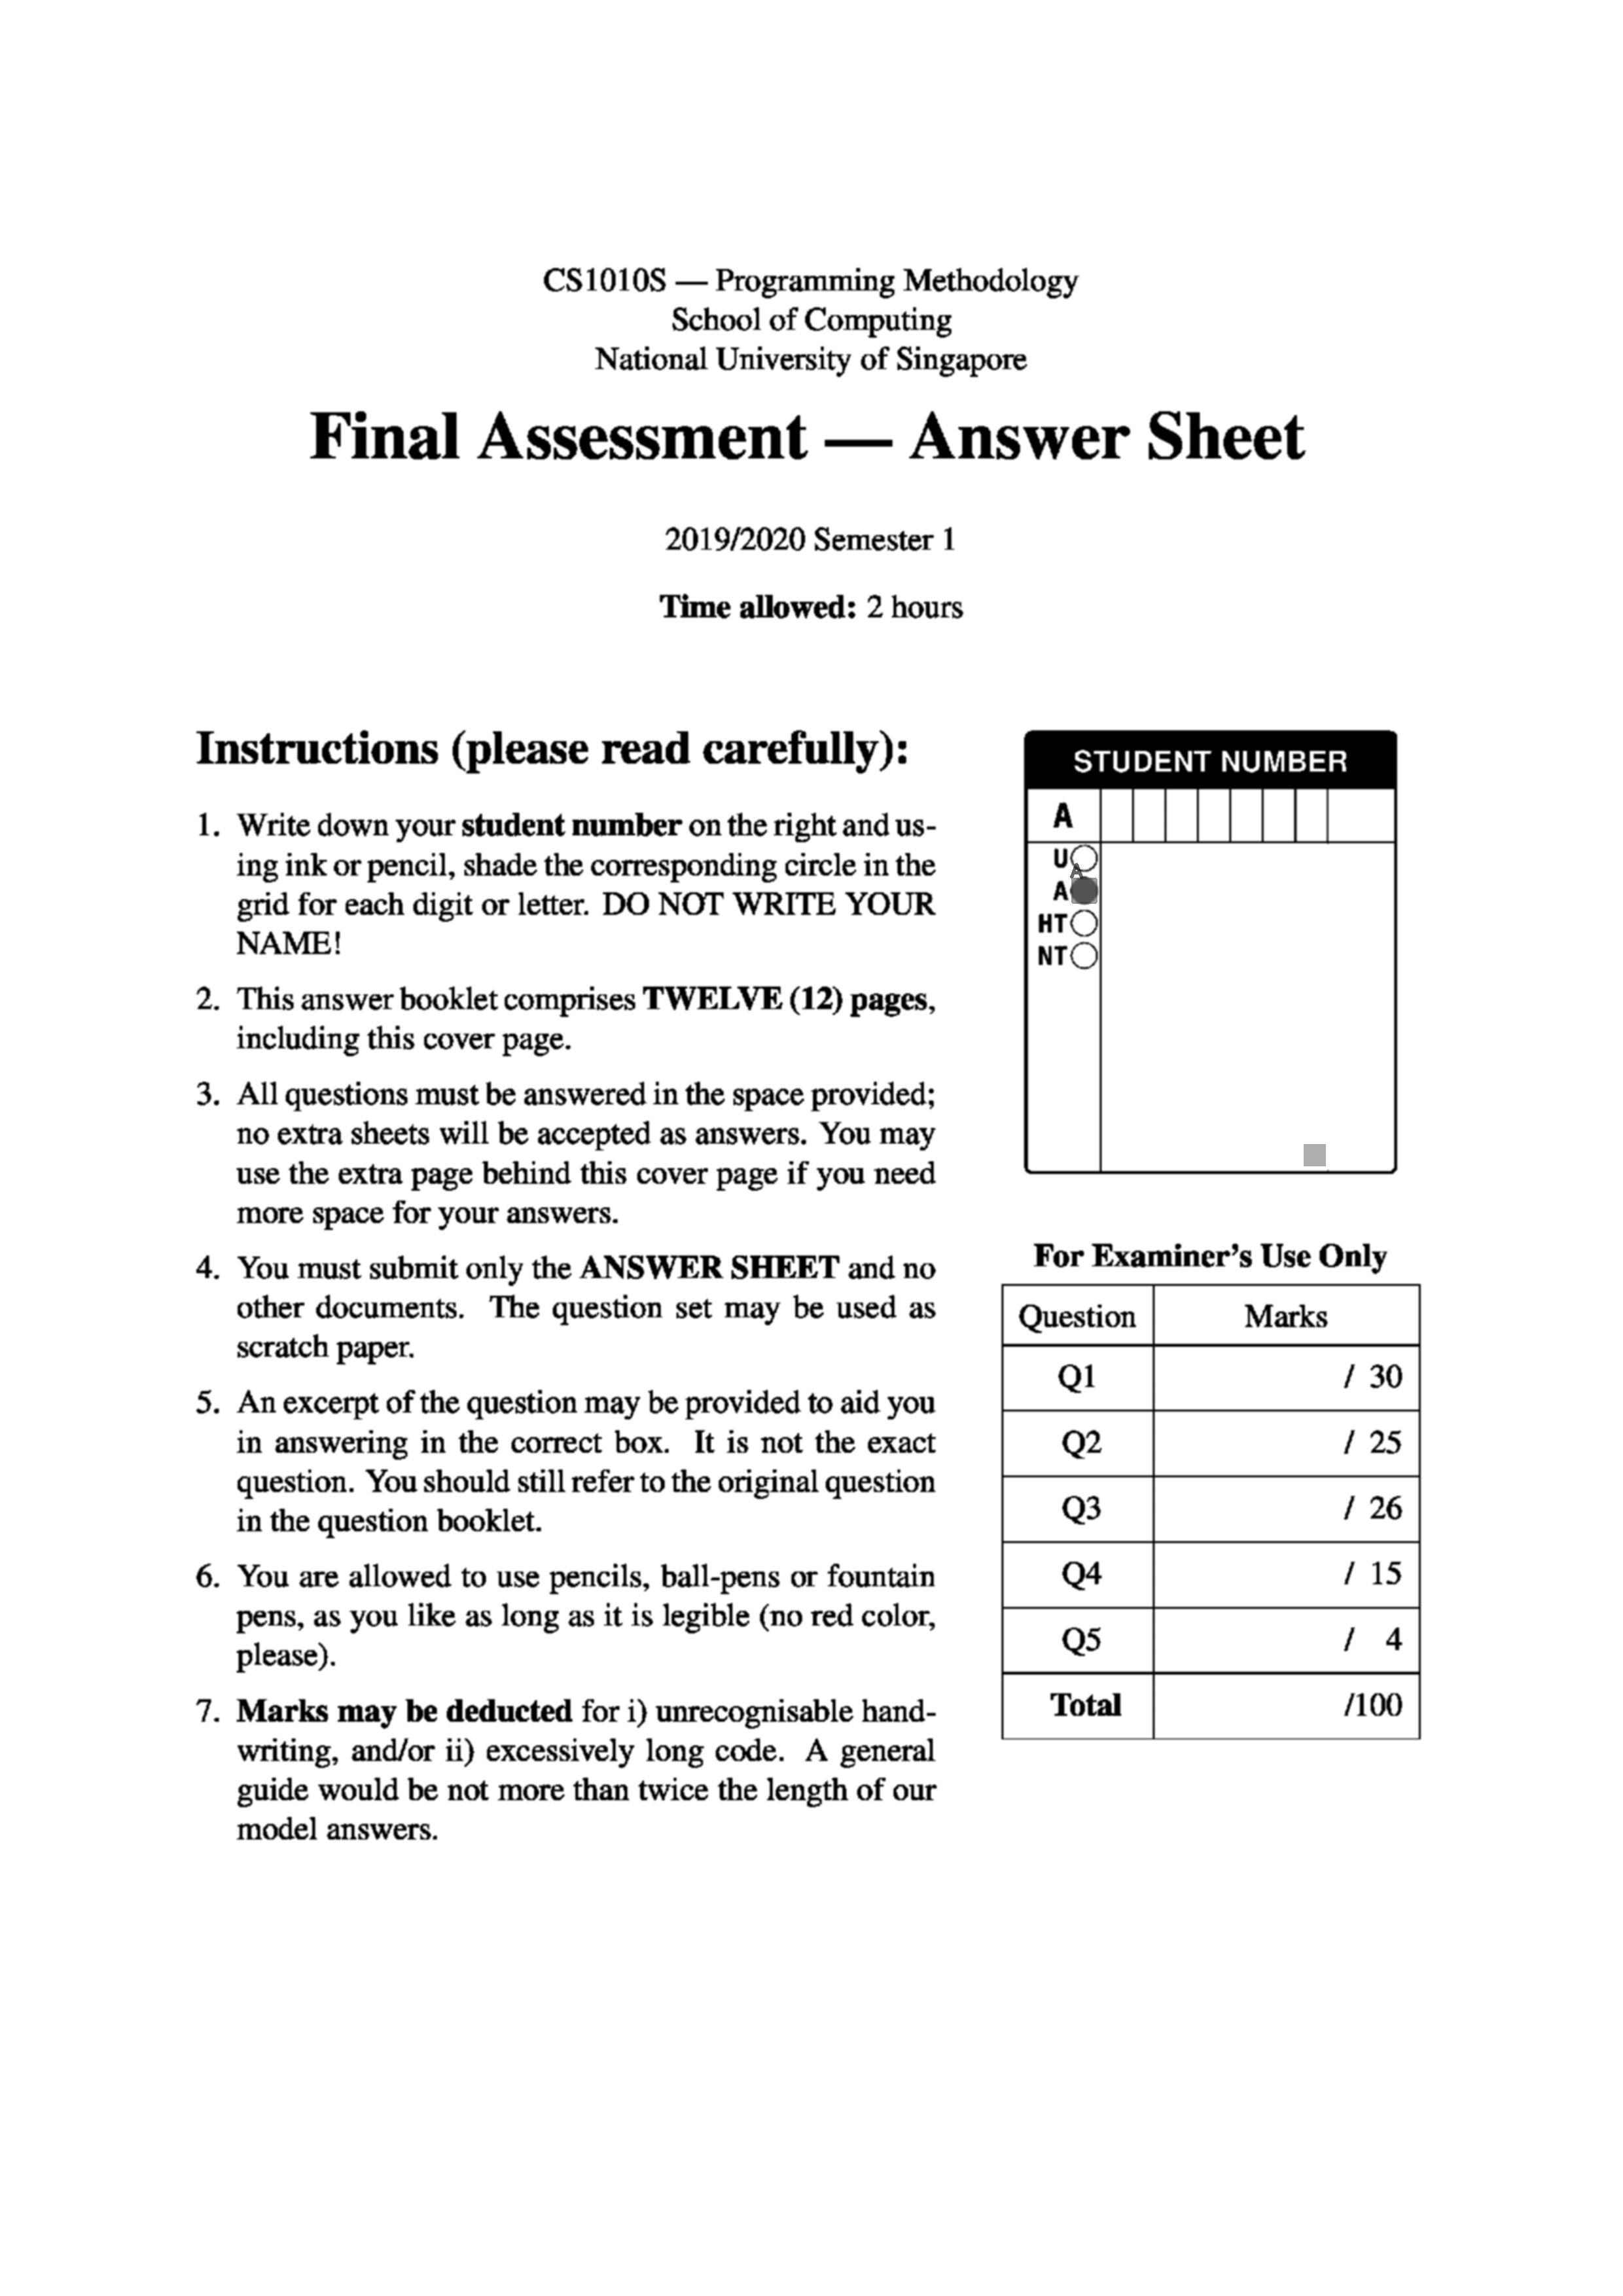 CS1010S — Programming Methodology
School of Computing
National University of Singapore
Final Assessment — Answer Sheet
2019/2020 Semester 1
Time allowed: 2 hours
Instructions (please read carefully):
1. Write down your student number on the right and us-
ing ink or pencil, shade the corresponding circle in the
grid for each digit or letter. DO NOT WRITE YOUR
NAME!
2. This answer booklet comprises TWELVE (12) pages,
including this cover page.
3. All questions must be answered in the space provided;
no extra sheets will be accepted as answers. You may
use the extra page behind this cover page if you need
more space for your answers.
4. You must submit only the ANSWER SHEET and no
other documents. The question set may be used as
scratch paper.
5. An excerpt of the question may be provided to aid you
in answering in the correct box. It is not the exact
question. You should still refer to the original question
in the question booklet.
6. You are allowed to use pencils, ball-pens or fountain
pens, as you like as long as it is legible (no red color,
please).
7. Marks may be deducted for i) unrecognisable hand-
writing, and/or ii) excessively long code. A general
guide would be not more than twice the length of our
model answers.
STUDENT NUMBER
A
U
A
A
HT
NT
For Examiner's Use Only
Question Marks
Q1 / 30
Q2 / 25
Q3 / 26
Q4 / 15
Q5 / 4
Total /100